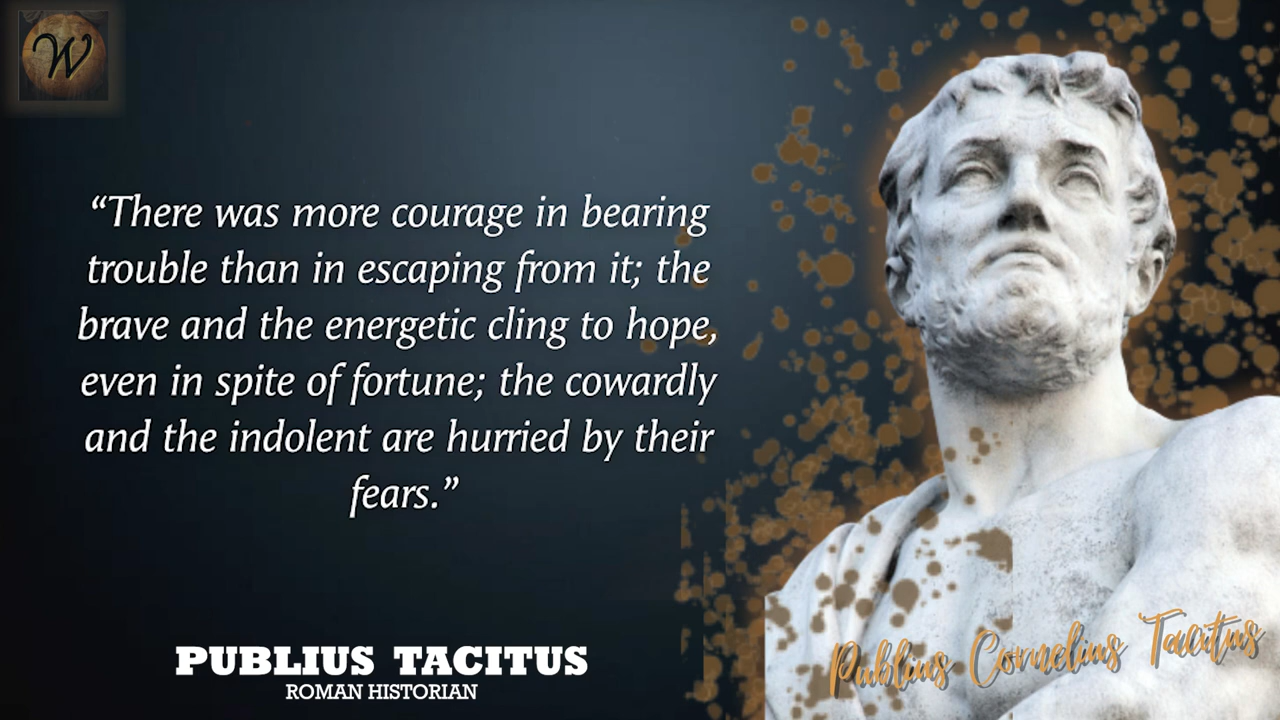 W
“There was more courage in bearing
trouble than in escaping from it; the
brave and the energetic cling to hope,
even in spite of fortune; the cowardly
and the indolent are hurried by their
fears.”
PUBLIUS TACITUS
ROMAN HISTORIAN
Publius Cornelius Tacitus